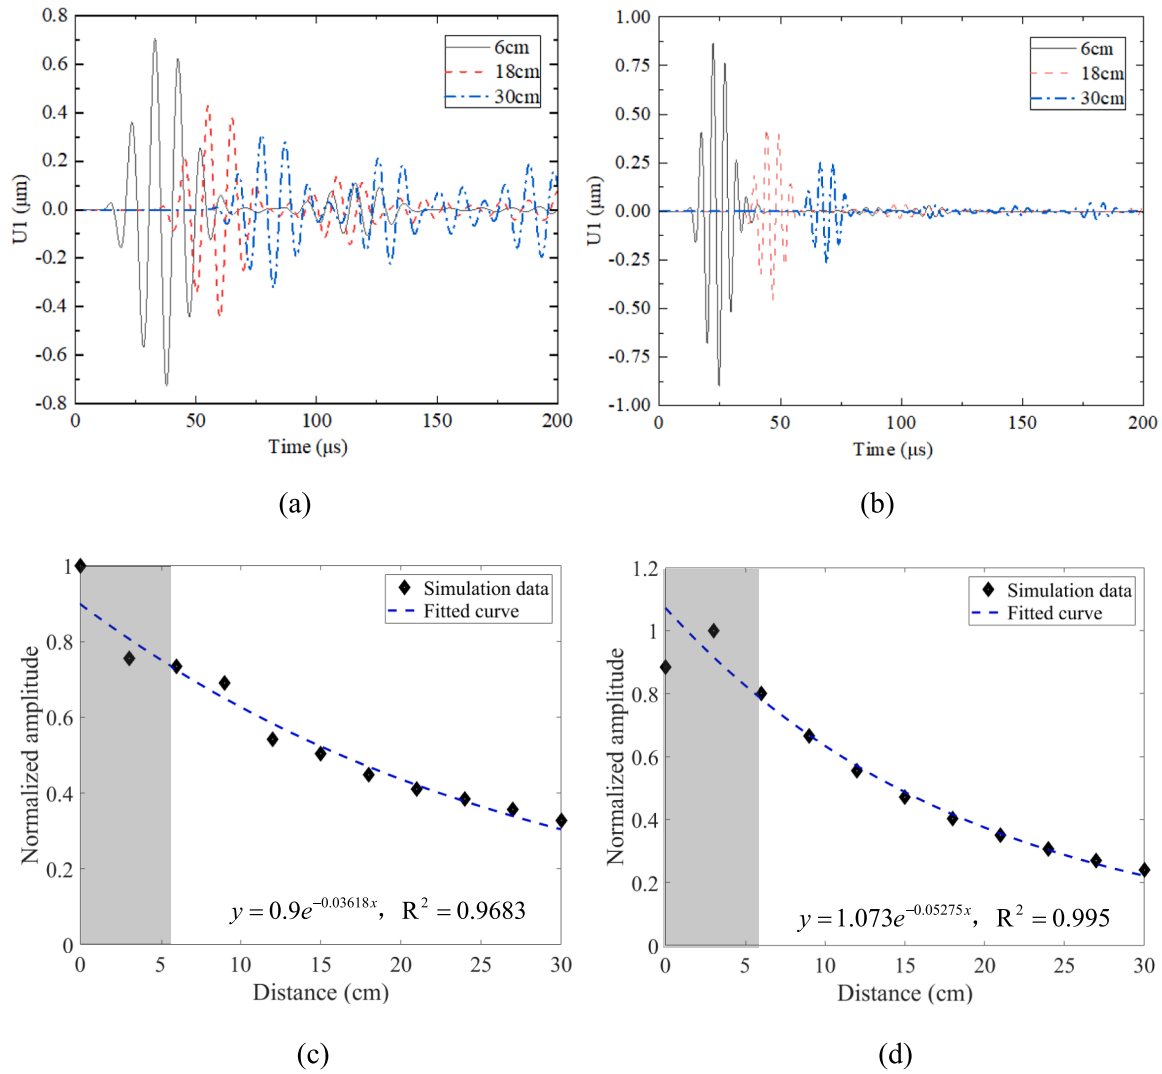 0.8
0.6
0.4
0.2
0.0
-0.2
-0.4
-0.6
-0.8
U1 (μm)
6cm
18cm
30cm
0 50 100 150 200
Time (μs)
(a)
1.00
0.75
0.50
0.25
0.00
-0.25
-0.50
-0.75
-1.00
U1 (μm)
6cm
18cm
30cm
0 50 100 150 200
Time (μs)
(b)
1
0.8
0.6
0.4
0.2
0
Normalized amplitude
Simulation data
Fitted curve
y = 0.9e^{−0.03618x}, R² = 0.9683
0 5 10 15 20 25 30
Distance (cm)
(c)
1.2
1
0.8
0.6
0.4
0.2
0
Normalized amplitude
Simulation data
Fitted curve
y = 1.073e^{−0.05275x}, R² = 0.995
0 5 10 15 20 25 30
Distance (cm)
(d)